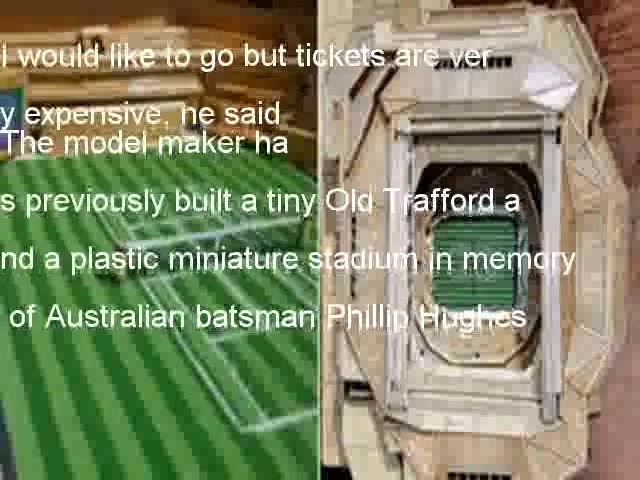 i would like to go but tickets are ver
y expensive, he said
The model maker ha
s previously built a tiny Old Trafford a
nd a plastic miniature stadium in memory
of Australian batsman Phillip Hughes